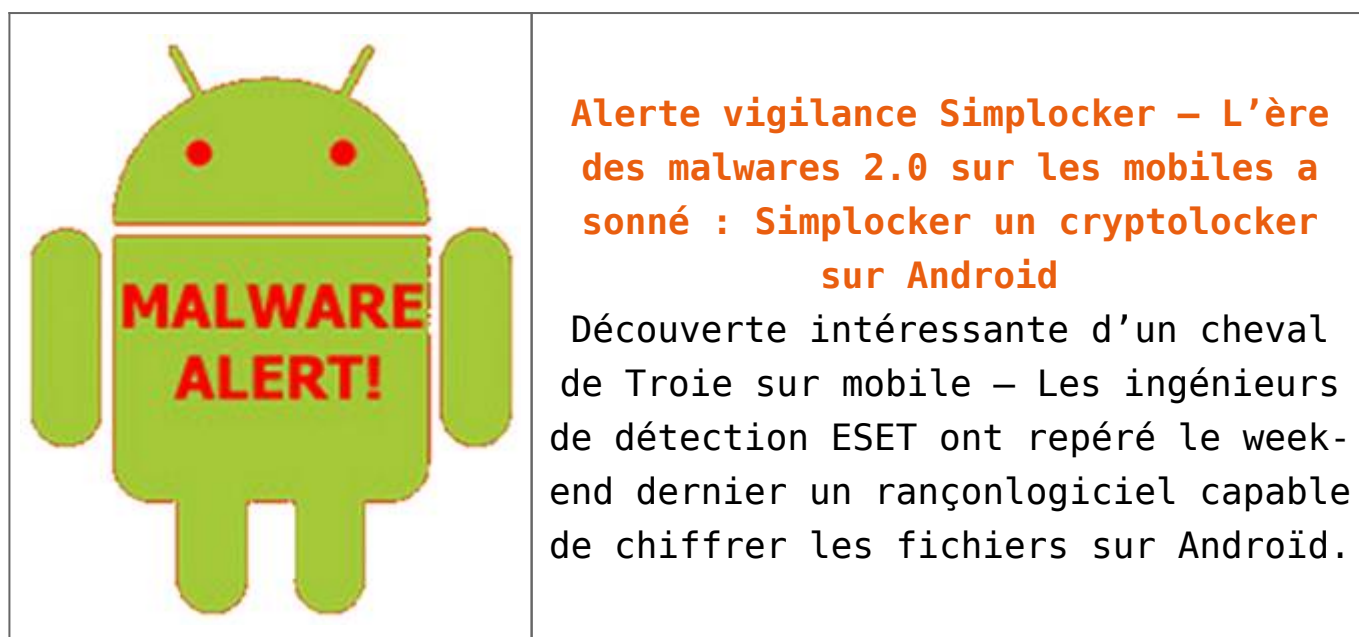 MALWARE
ALERT!
Alerte vigilance Simplocker – L’ère
des malwares 2.0 sur les mobiles a
sonné : Simplocker un cryptolocker
sur Android
Découverte intéressante d’un cheval
de Troie sur mobile – Les ingénieurs
de détection ESET ont repéré le week-
end dernier un rançonlogiciel capable
de chiffrer les fichiers sur Androïd.